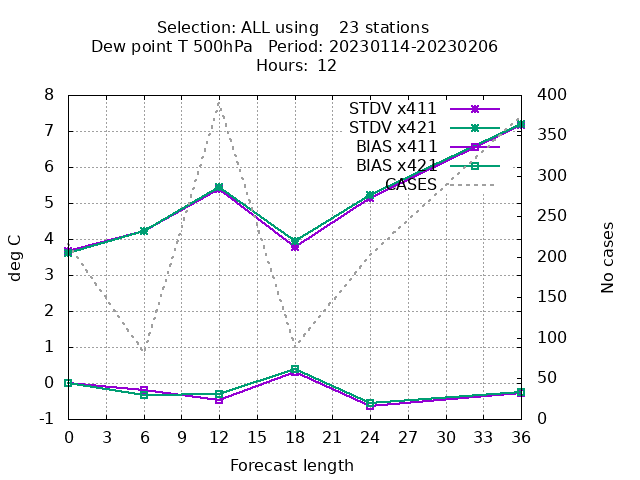 Selection: ALL using    23 stations
Dew point T 500hPa   Period: 20230114-20230206
Hours: 12
8 400
STDV x411
STDV x421
7 350
BIAS x411
BIAS x421
6 300
CASES
5 250
4 200
deg C
No cases
3 150
2 100
1
0 50
-1 0
0 3 6 9 12 15 18 21 24 27 30 33 36
Forecast length